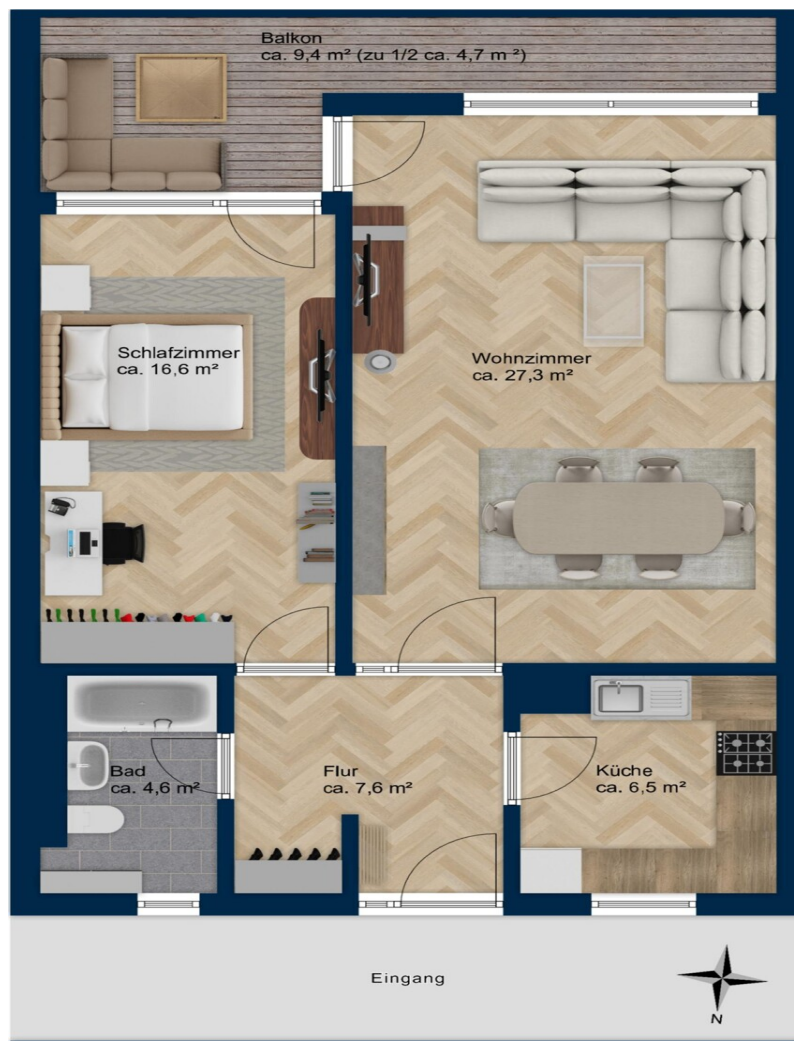 Balkon
ca. 9,4 m² (zu 1/2 ca. 4,7 m ²)
Schlafzimmer
ca. 16,6 m²
Wohnzimmer
ca. 27,3 m²
Bad
ca. 4,6 m²
Flur
ca. 7,6 m²
Küche
ca. 6,5 m²
Eingang
N